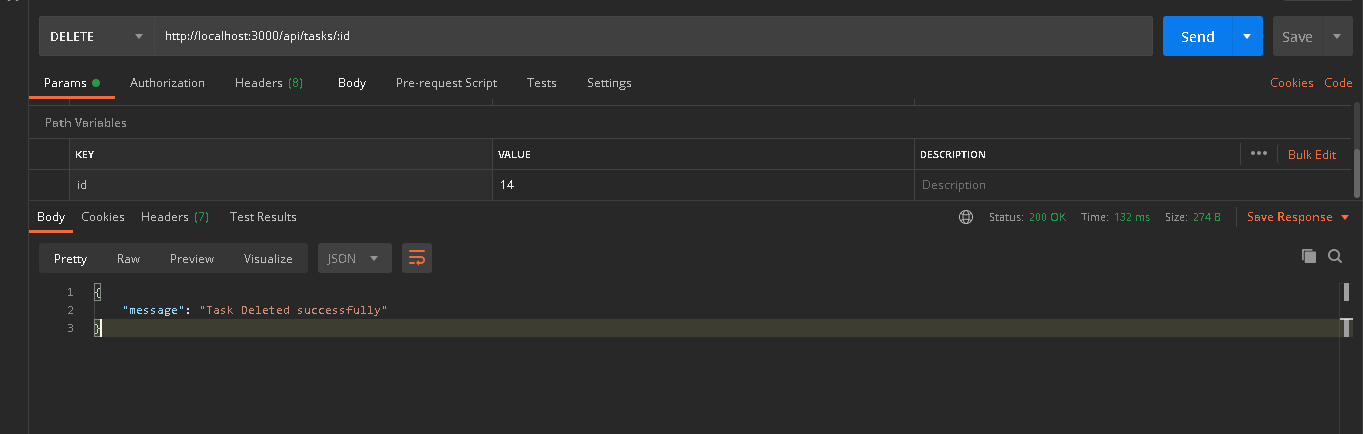 DELETE http://localhost:3000/api/tasks/:id Send Save
Params Authorization Headers (8) Body Pre-request Script Tests Settings Cookies Code
Path Variables
KEY VALUE DESCRIPTION ••• Bulk Edit
id 14 Description
Body Cookies Headers (7) Test Results Status: 200 OK Time: 132 ms Size: 274 B Save Response
Pretty Raw Preview Visualize JSON
1 {
2 "message": "Task Deleted successfully"
3 }